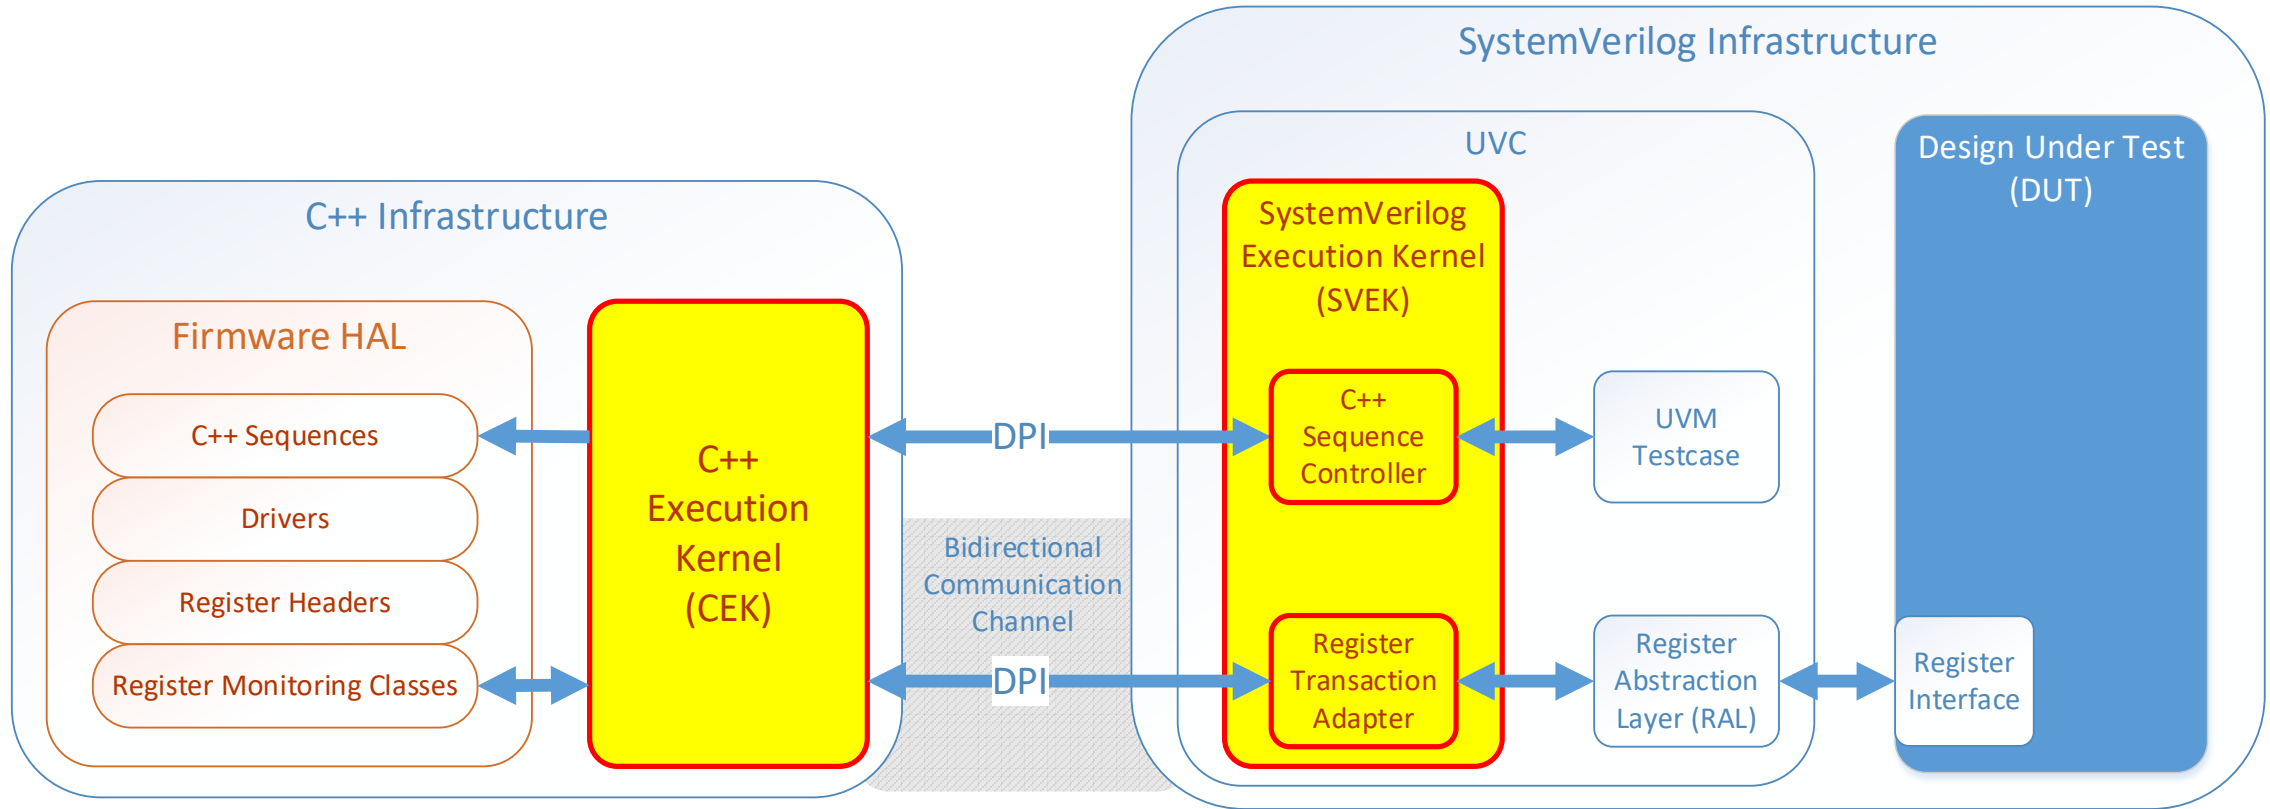 SystemVerilog Infrastructure
UVC
Design Under Test
(DUT)
C++ Infrastructure
SystemVerilog
Execution Kernel
(SVEK)
Firmware HAL
C++ Sequences
Drivers
Register Headers
Register Monitoring Classes
C++
Execution
Kernel
(CEK)
DPI
Bidirectional
Communication
Channel
DPI
C++
Sequence
Controller
UVM
Testcase
Register
Transaction
Adapter
Register
Abstraction
Layer (RAL)
Register
Interface